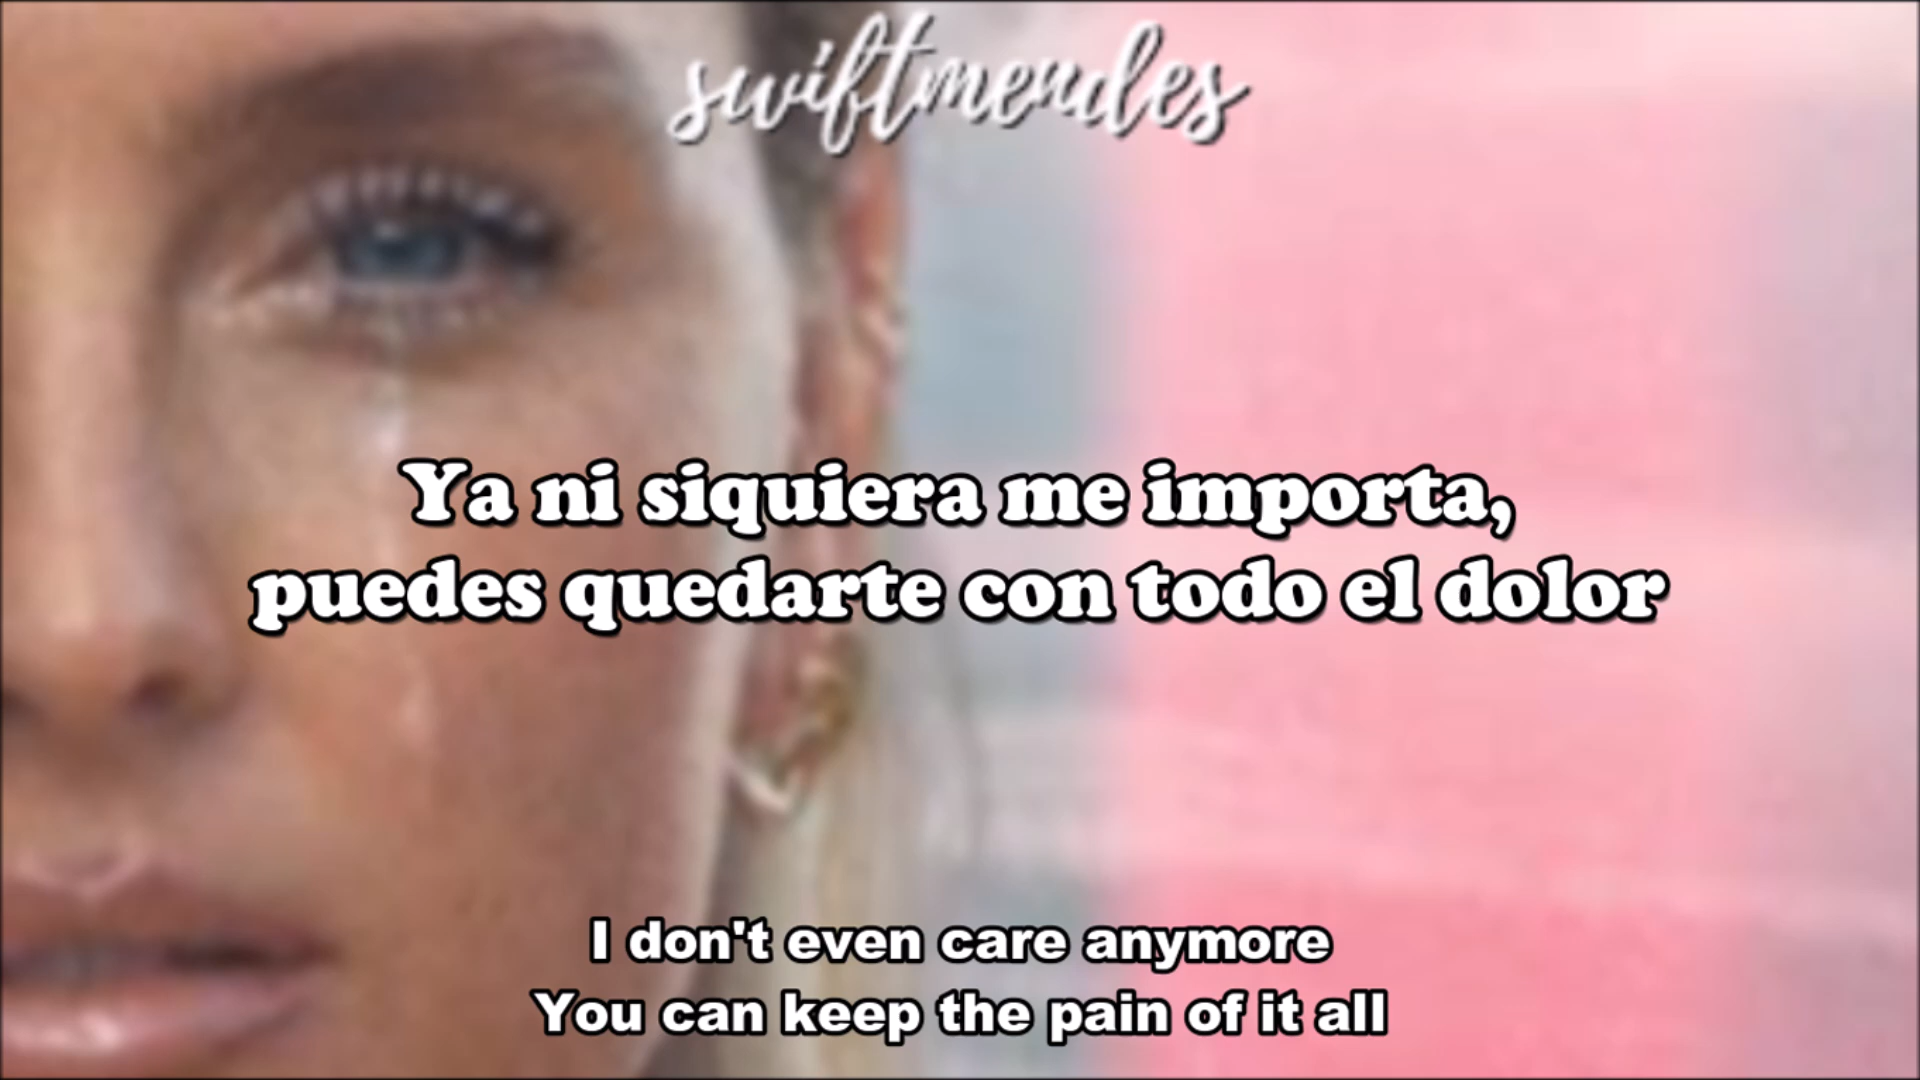 swiftmendes
Ya ni siquiera me importa,
puedes quedarte con todo el dolor
I don't even care anymore
You can keep the pain of it all